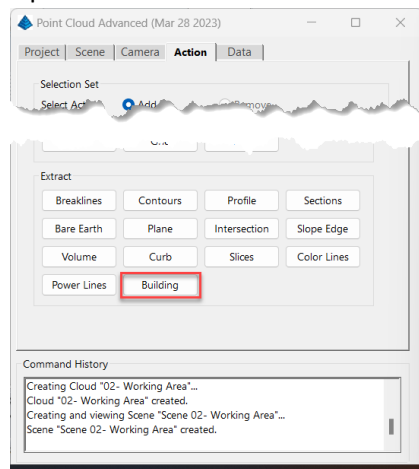 Point Cloud Advanced (Mar 28 2023)
Project Scene Camera Action Data
Selection Set
Select Act Add Remove
Extract
Breaklines Contours Profile Sections
Bare Earth Plane Intersection Slope Edge
Volume Curb Slices Color Lines
Power Lines Building
Command History
Creating Cloud "02- Working Area"...
Cloud "02- Working Area" created.
Creating and viewing Scene "Scene 02- Working Area"...
Scene "Scene 02- Working Area" created.